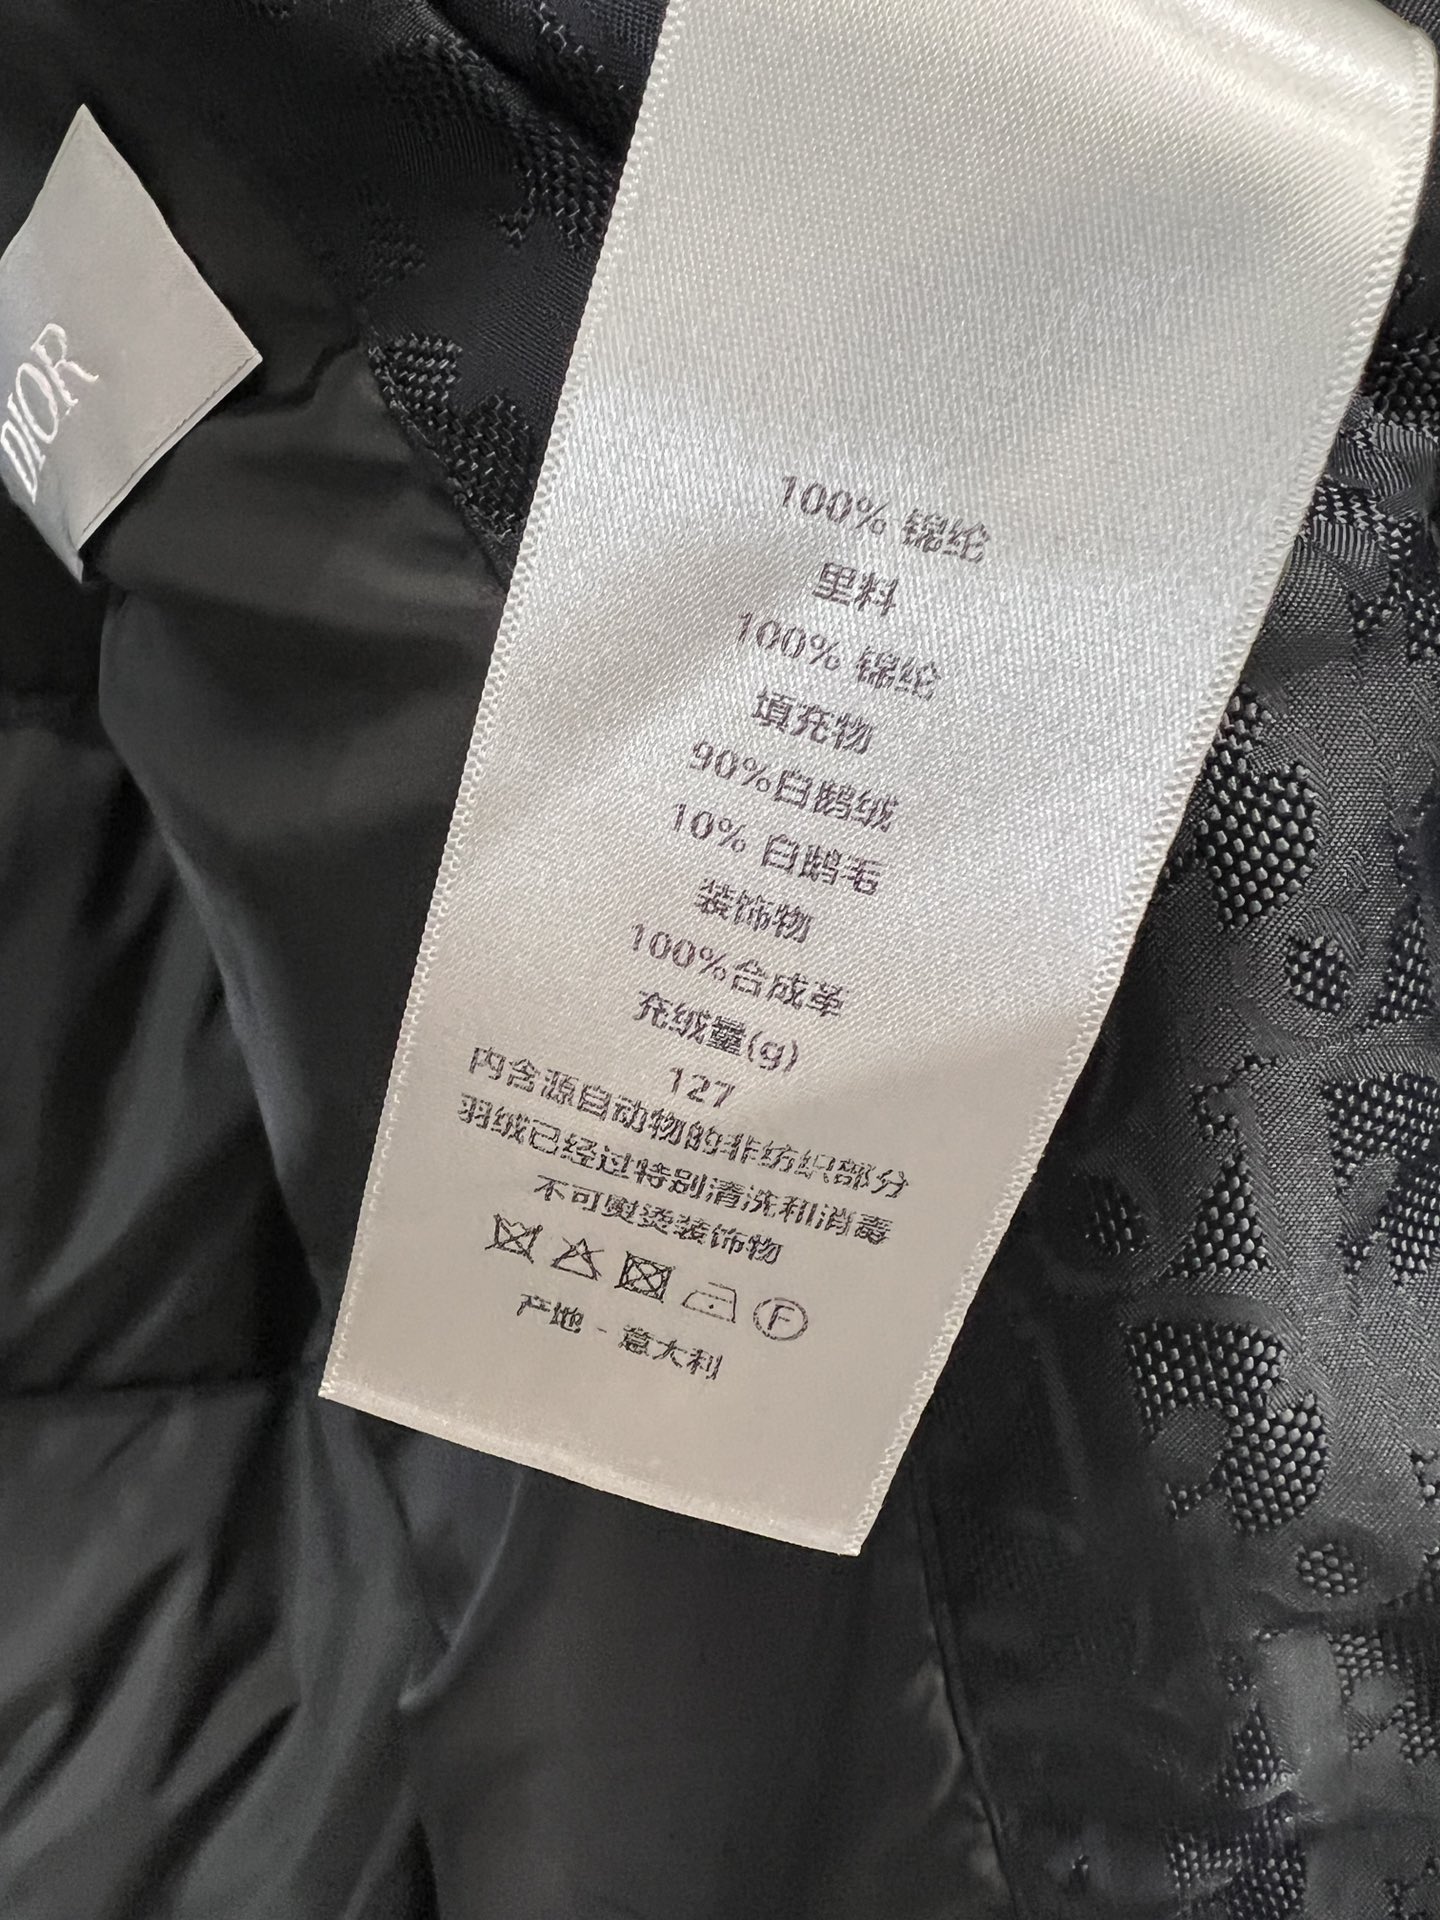 DIOR
100% 锦纶
里料
100% 锦纶
填充物
90%白鹅绒
10% 白鹅毛
装饰物
100%合成革
充绒量(g)
127
内含源自动物的非纺织部分
羽绒已经过特别清洗和消毒
不可熨烫装饰物
F
产地 - 意大利